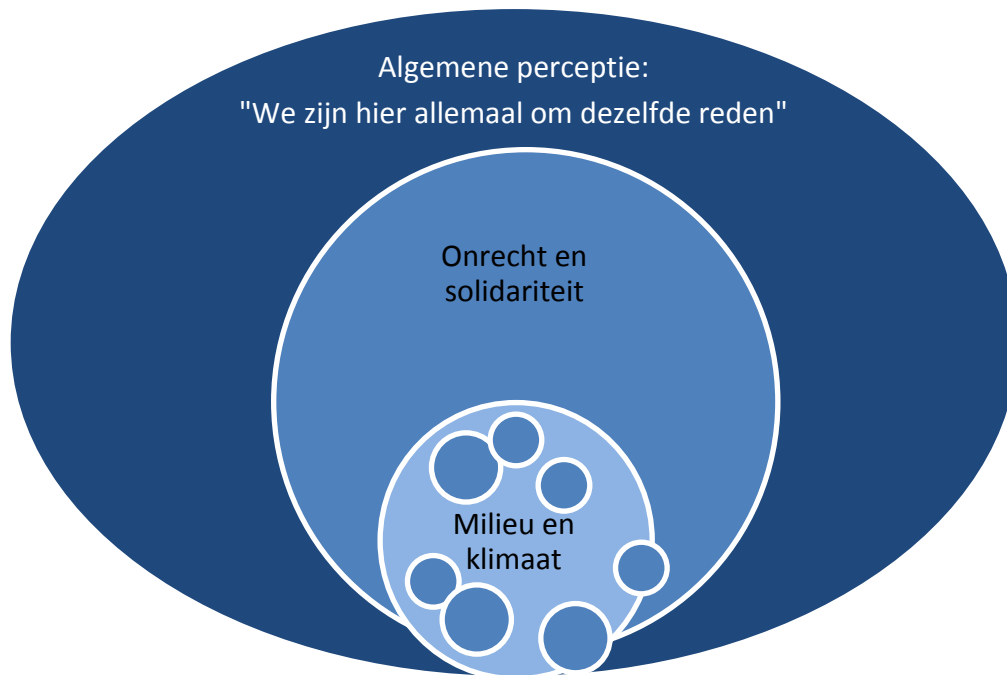 Algemene perceptie:
"We zijn hier allemaal om dezelfde reden"
Onrecht en
solidariteit
Milieu en
klimaat